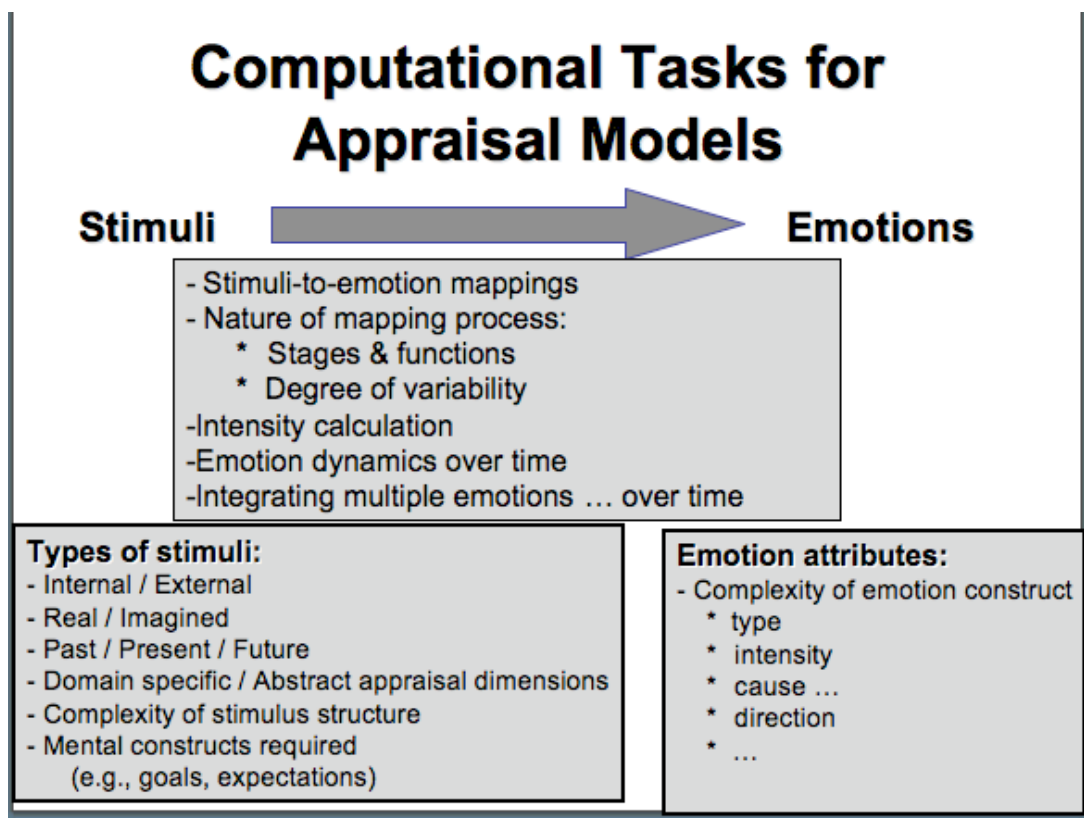 Computational Tasks for
Appraisal Models
Stimuli
Emotions
- Stimuli-to-emotion mappings
- Nature of mapping process:
* Stages & functions
* Degree of variability
-Intensity calculation
-Emotion dynamics over time
-Integrating multiple emotions … over time
Types of stimuli:
- Internal / External
- Real / Imagined
- Past / Present / Future
- Domain specific / Abstract appraisal dimensions
- Complexity of stimulus structure
- Mental constructs required
(e.g., goals, expectations)
Emotion attributes:
- Complexity of emotion construct
* type
* intensity
* cause …
* direction
* …